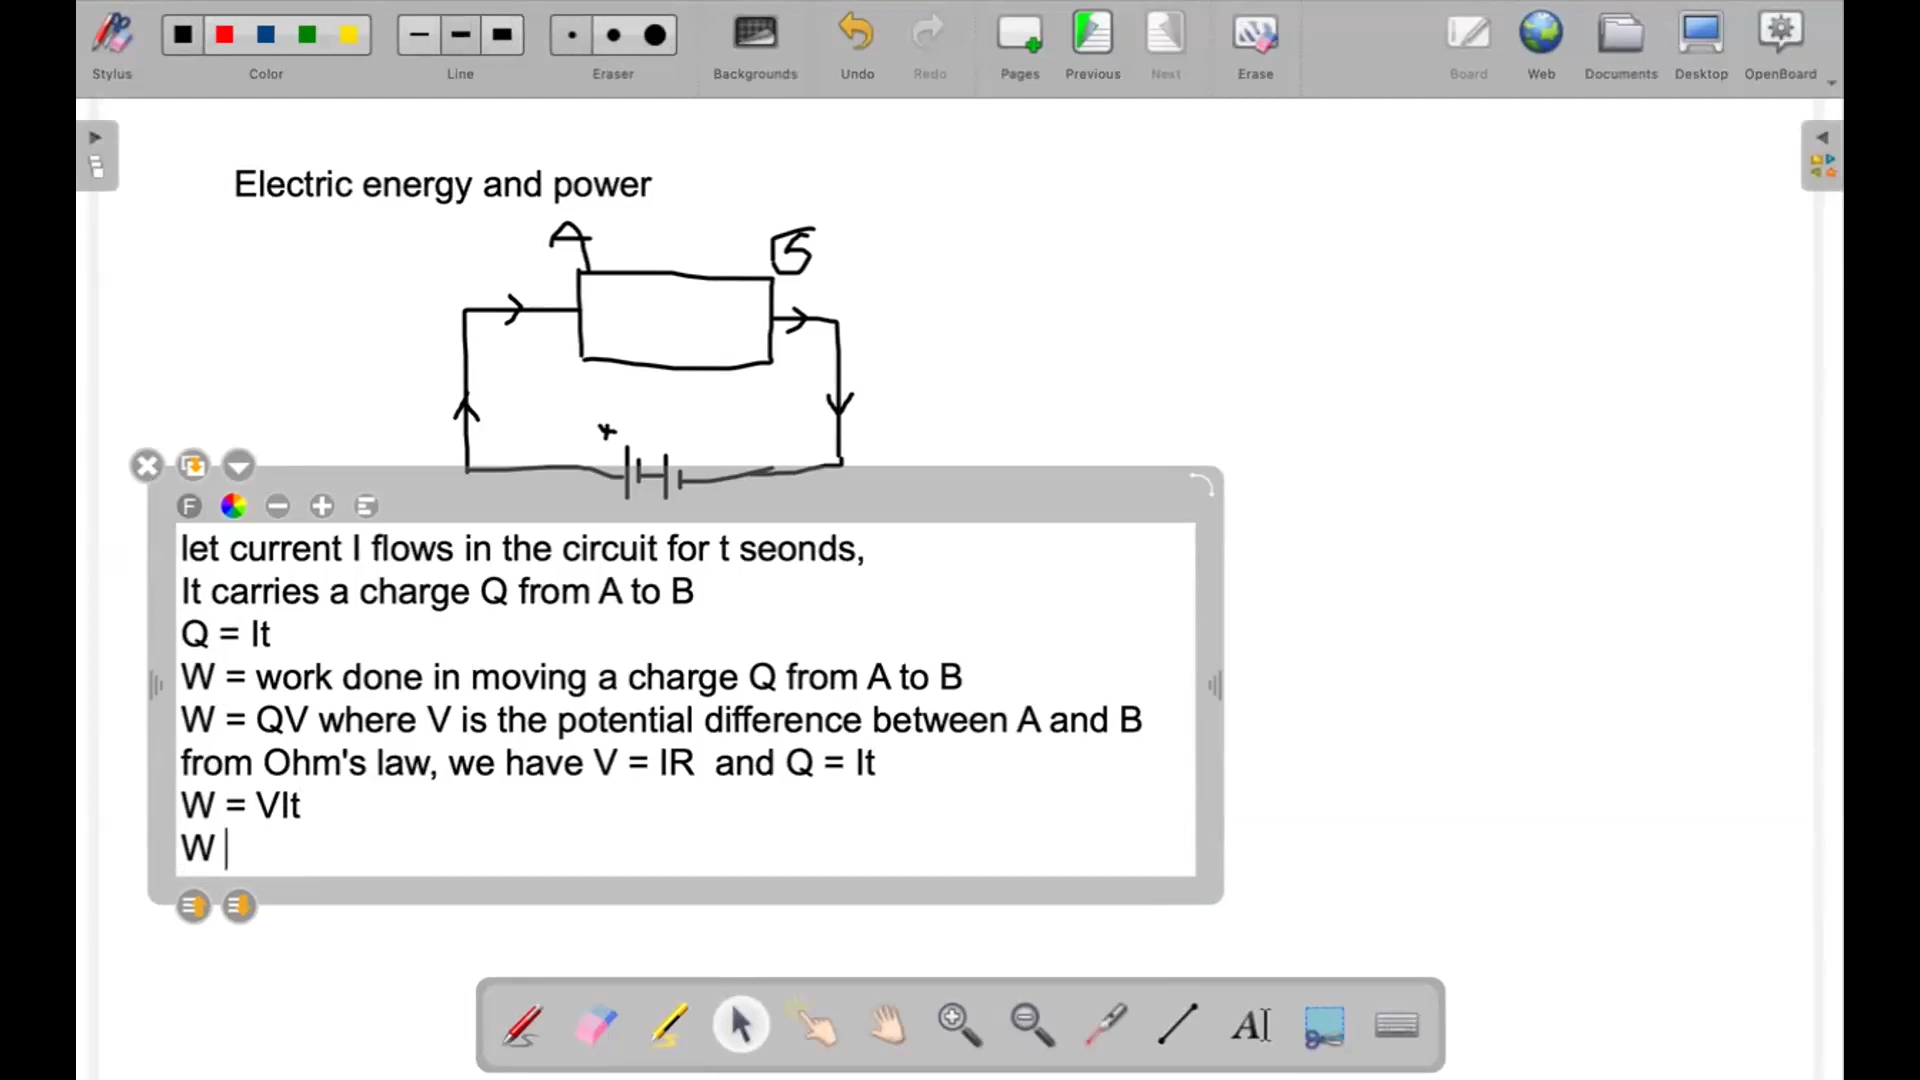 Stylus
Color
Line
Eraser
Backgrounds
Undo
Redo
Pages
Previous
Next
Erase
Board
Web
Documents
Desktop
OpenBoard
Electric energy and power
A
B
+
F
let current I flows in the circuit for t seonds,
It carries a charge Q from A to B
Q = It
W = work done in moving a charge Q from A to B
W = QV where V is the potential difference between A and B
from Ohm's law, we have V = IR  and Q = It
W = VIt
W
AI